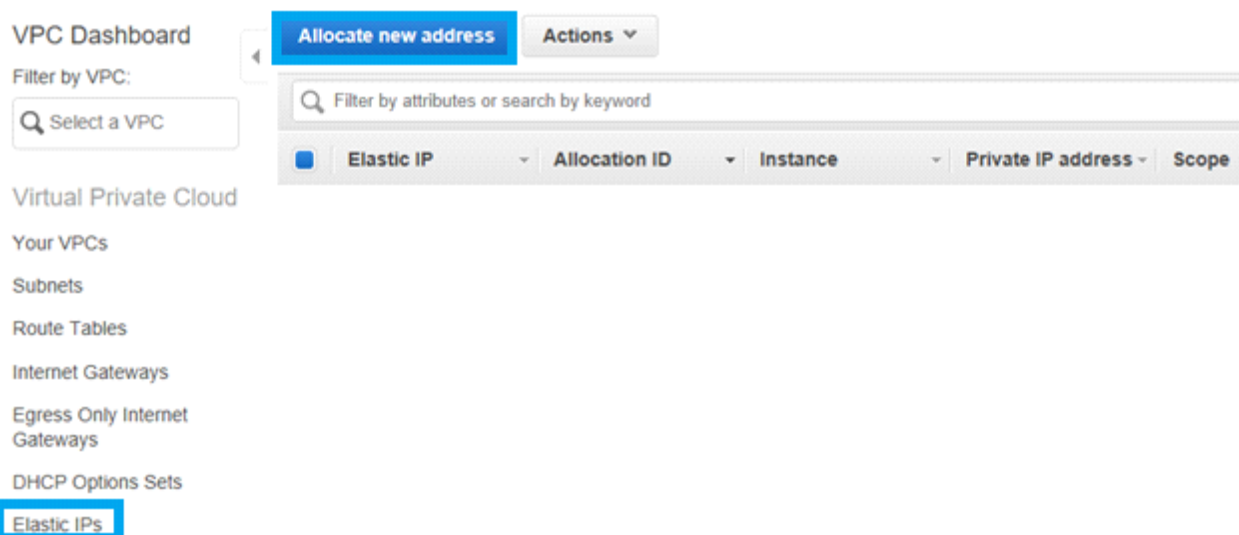 VPC Dashboard
Filter by VPC:
Select a VPC
Virtual Private Cloud
Your VPCs
Subnets
Route Tables
Internet Gateways
Egress Only Internet
Gateways
DHCP Options Sets
Elastic IPs
Allocate new address Actions
Filter by attributes or search by keyword
Elastic IP Allocation ID Instance Private IP address Scope